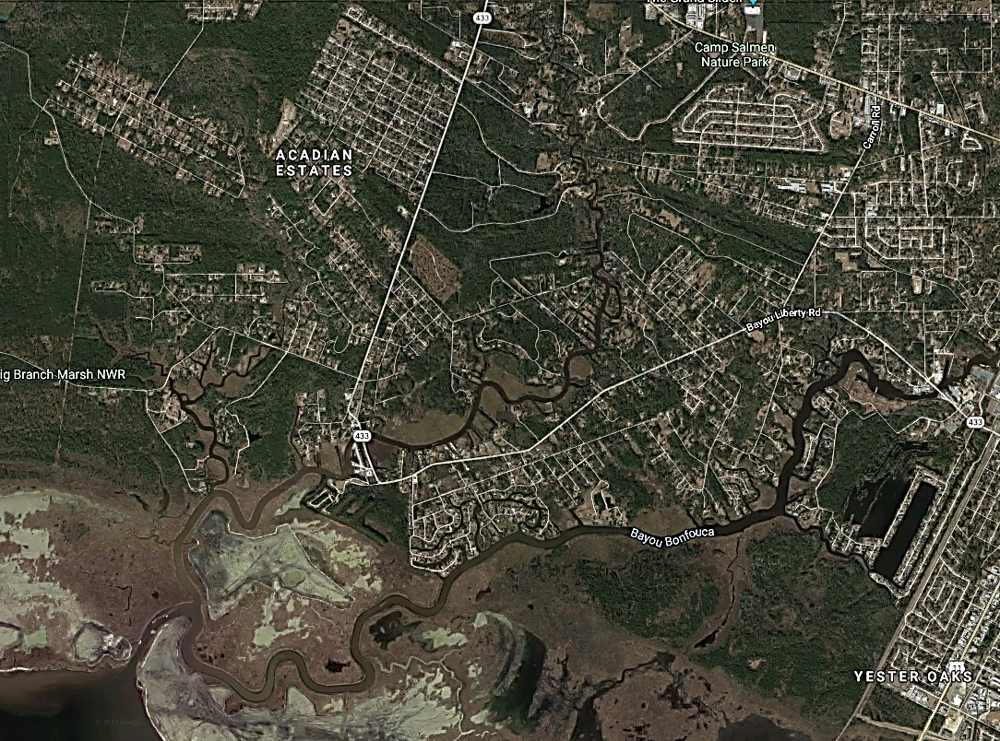 433
Camp Salmen
Nature Park
Carroll Rd
ACADIAN
ESTATES
Bayou Liberty Rd
ig Branch Marsh NWR
433
433
Bayou Bonfouca
YESTER OAKS